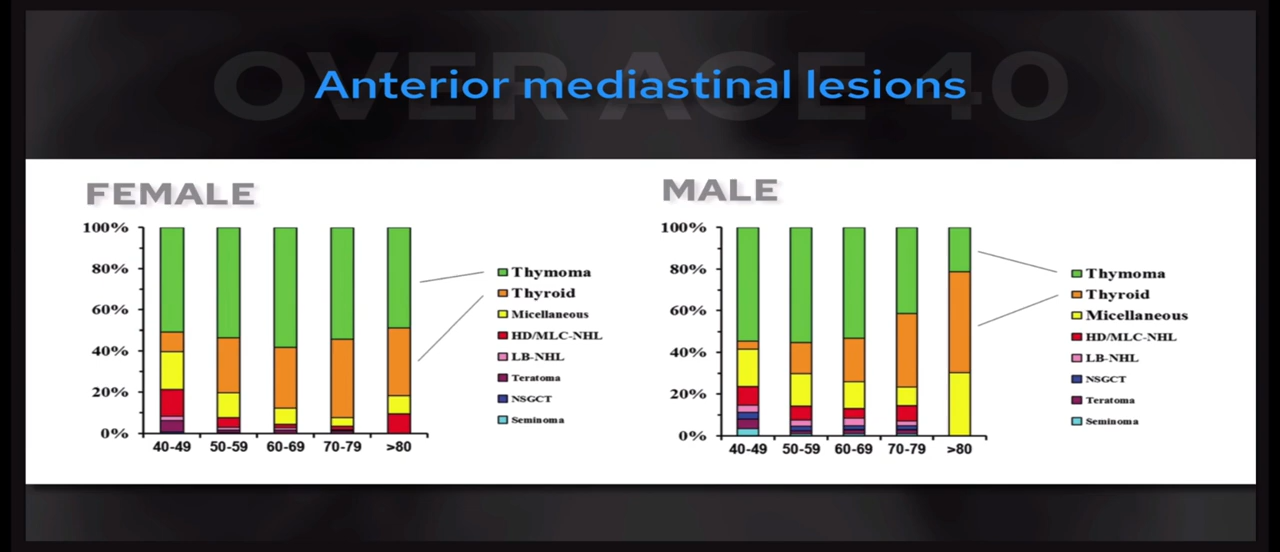 OVER AGE 40
Anterior mediastinal lesions
FEMALE
100%
80%
60%
40%
20%
0%
40-49 50-59 60-69 70-79 >80
Thymoma
Thyroid
Micellaneous
HD/MLC-NHL
LB-NHL
Teratoma
NSGCT
Seminoma
MALE
100%
80%
60%
40%
20%
0%
40-49 50-59 60-69 70-79 >80
Thymoma
Thyroid
Micellaneous
HD/MLC-NHL
LB-NHL
NSGCT
Teratoma
Seminoma